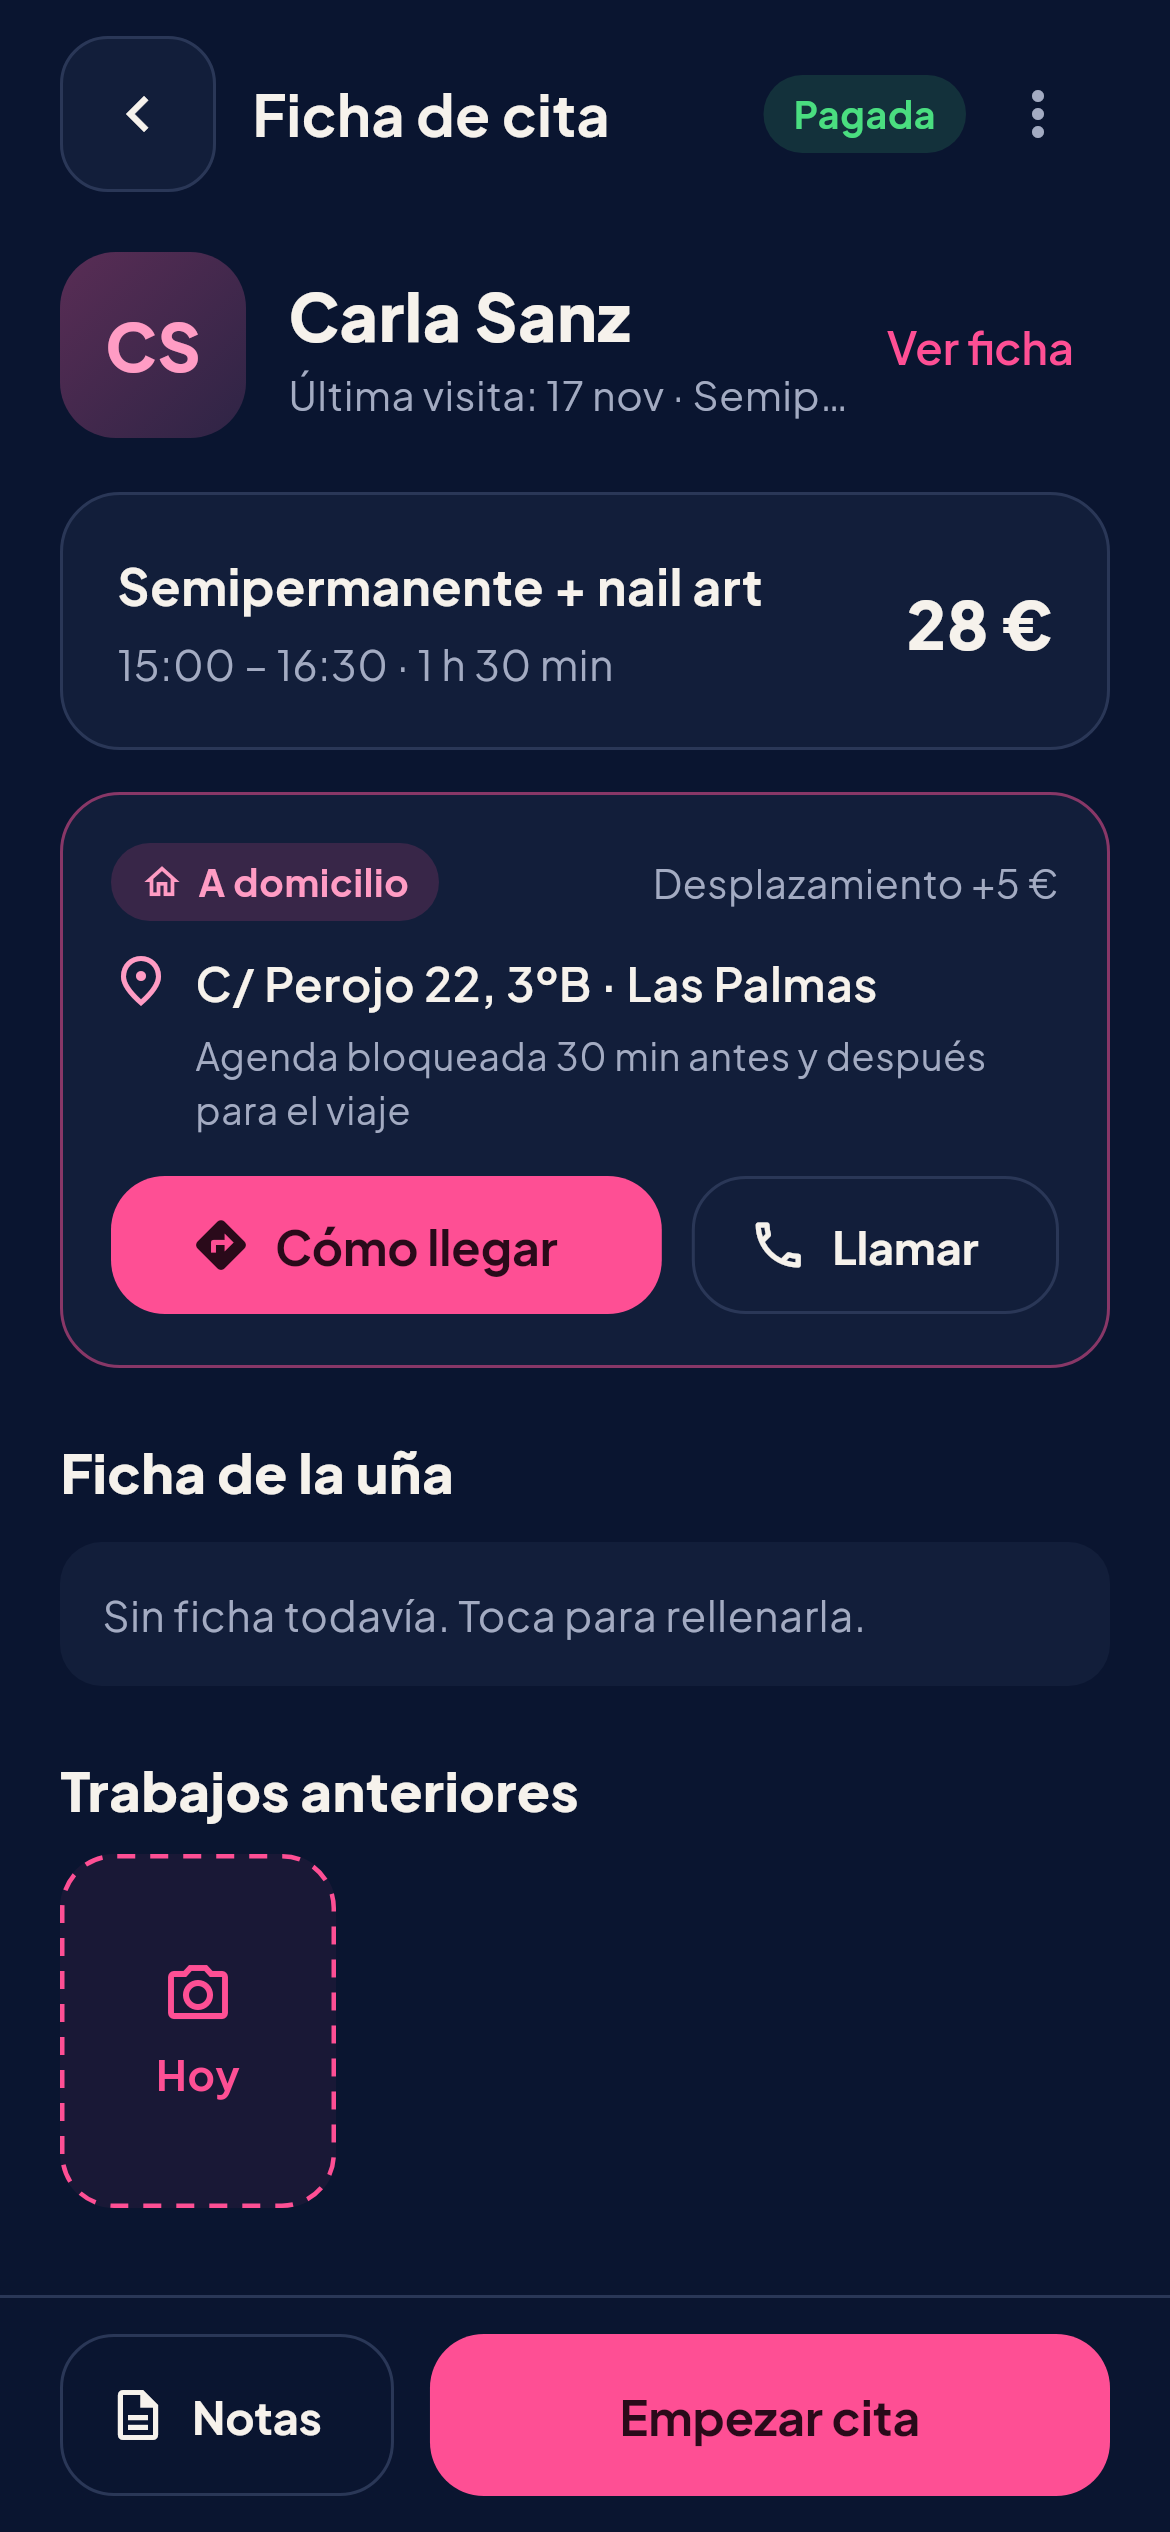 Ficha de cita
Pagada
CS
Carla Sanz
Última visita: 17 nov · Semip...
Ver ficha
Semipermanente + nail art
15:00 – 16:30 · 1 h 30 min
28 €
A domicilio
Desplazamiento +5 €
C/ Perojo 22, 3ºB · Las Palmas
Agenda bloqueada 30 min antes y después
para el viaje
Cómo llegar
Llamar
Ficha de la uña
Sin ficha todavía. Toca para rellenarla.
Trabajos anteriores
Hoy
Notas
Empezar cita